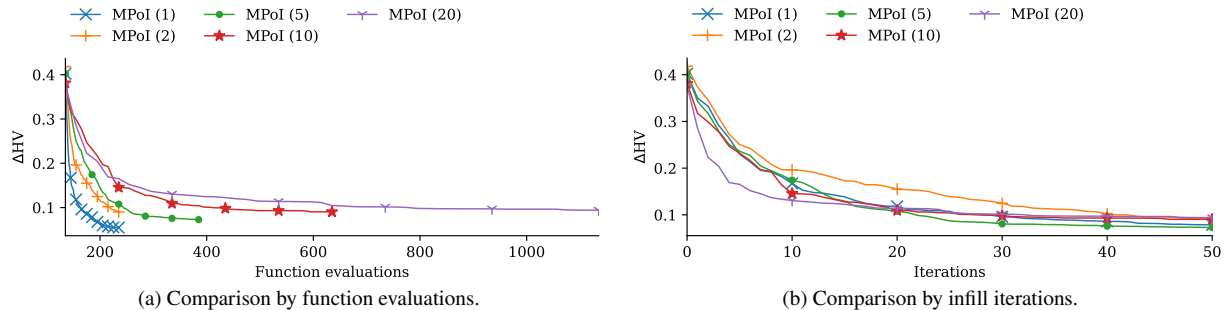 MPoI (1) MPoI (5) MPoI (20)
MPoI (2) MPoI (10)
0.4
0.3
0.2
0.1
ΔHV
200 400 600 800 1000
Function evaluations
(a) Comparison by function evaluations.
MPoI (1) MPoI (5) MPoI (20)
MPoI (2) MPoI (10)
0.4
0.3
0.2
0.1
ΔHV
0 10 20 30 40 50
Iterations
(b) Comparison by infill iterations.